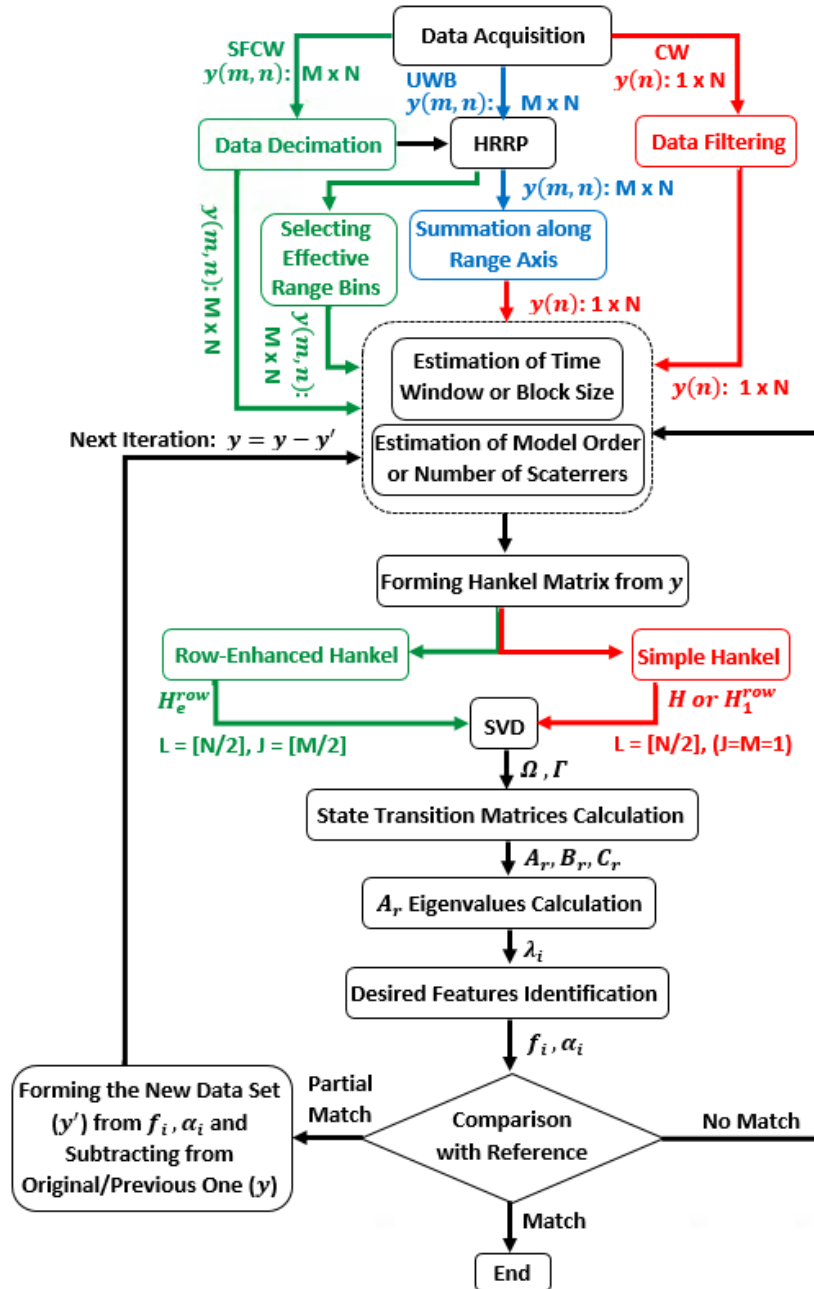 Data Acquisition
SFCW
y(m, n): M x N
UWB
y(m, n): M x N
CW
y(n): 1 x N
Data Decimation
HRRP
Data Filtering
y(m, n): M x N
y(m, n): M x N
Selecting
Effective
Range Bins
Summation along
Range Axis
y(n): 1 x N
y(m, n):
M x N
Estimation of Time
Window or Block Size
y(n): 1 x N
Next Iteration: y = y − y′
Estimation of Model Order
or Number of Scaterrers
Forming Hankel Matrix from y
Row-Enhanced Hankel
Simple Hankel
H_e^{row}
H or H_1^{row}
SVD
L = [N/2], J = [M/2]
L = [N/2], (J=M=1)
Ω , Γ
State Transition Matrices Calculation
A_r, B_r, C_r
A_r Eigenvalues Calculation
λ_i
Desired Features Identification
f_i , α_i
Forming the New Data Set
(y′) from f_i , α_i and
Subtracting from
Original/Previous One (y)
Partial
Match
Comparison
with Reference
No Match
Match
End